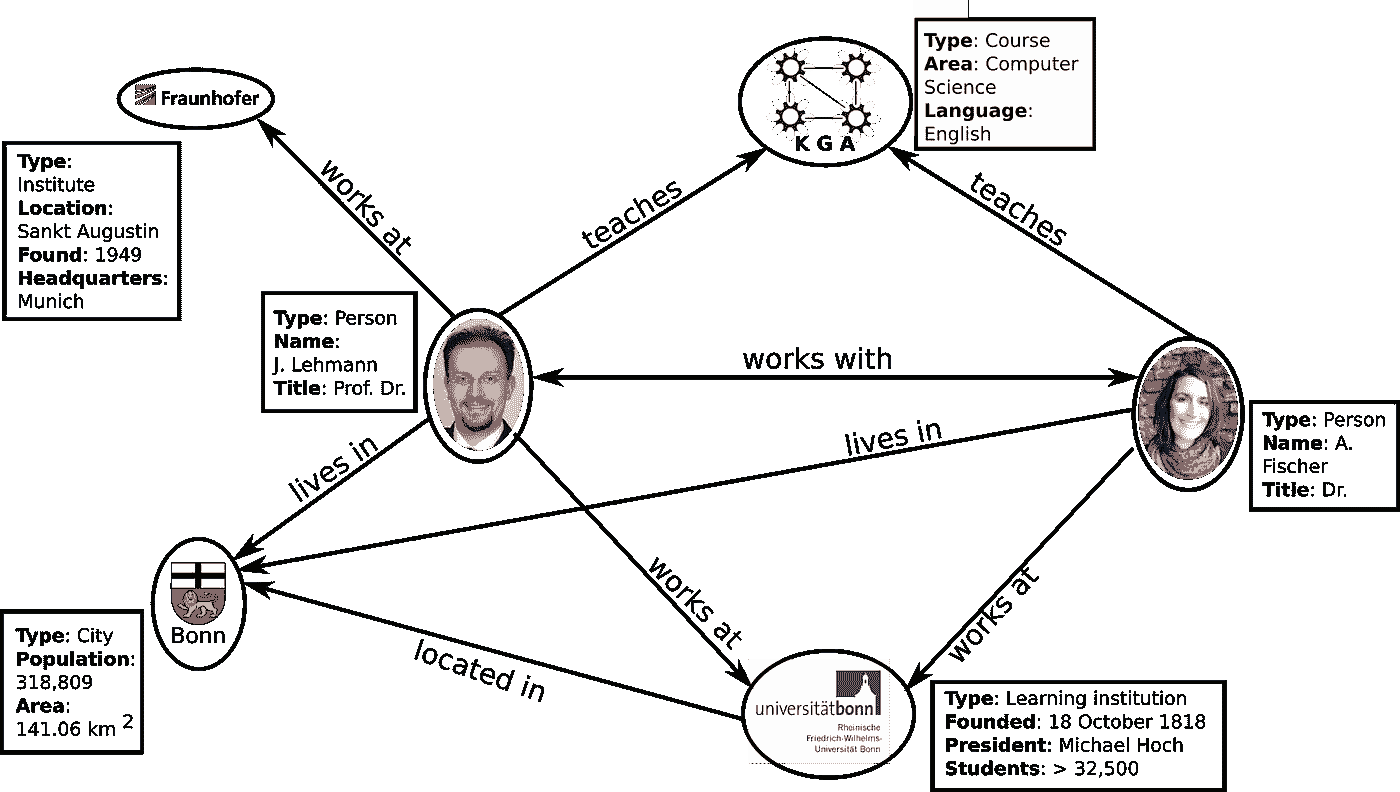 Type: Course
Area: Computer
Science
Language:
English
K G A
Fraunhofer
Type:
Institute
Location:
Sankt Augustin
Found: 1949
Headquarters:
Munich
works at
teaches
teaches
Type: Person
Name:
J. Lehmann
Title: Prof. Dr.
works with
lives in
lives in
Type: Person
Name: A.
Fischer
Title: Dr.
works at
works at
Bonn
Type: City
Population:
318,809
Area:
141.06 km 2
located in
universitätbonn
Rheinische
Friedrich-Wilhelms-
Universität Bonn
Type: Learning institution
Founded: 18 October 1818
President: Michael Hoch
Students: > 32,500